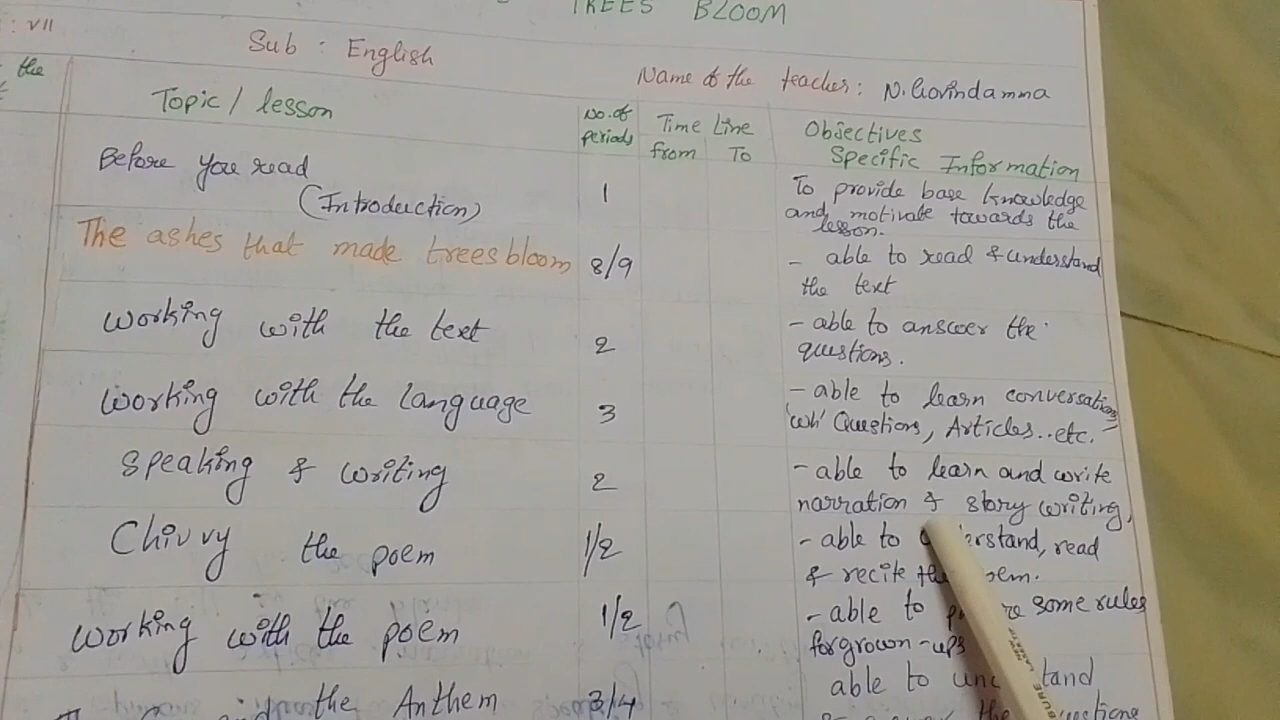 TREES BLOOM
: VII
Sub : English
the
Name of the teacher : N. Govindamma
Topic / lesson
No. of periods
Time Line
from To
Objectives
Specific Information
Before you read
(Introduction)
1
To provide base knowledge
and motivate towards the
lesson.
The ashes that made trees bloom
8/9
- able to read & understand
the text
Working with the text
2
- able to answer the
questions.
Working with the language
3
- able to learn conversation,
'wh' Questions, Articles..etc.
Speaking & writing
2
- able to learn and write
narration & story writing,
Chivvy the poem
1/2
- able to understand, read
& recite the poem.
Working with the poem
1/2
- able to some rules
for grown-ups
the Anthem
3/4
able to
the